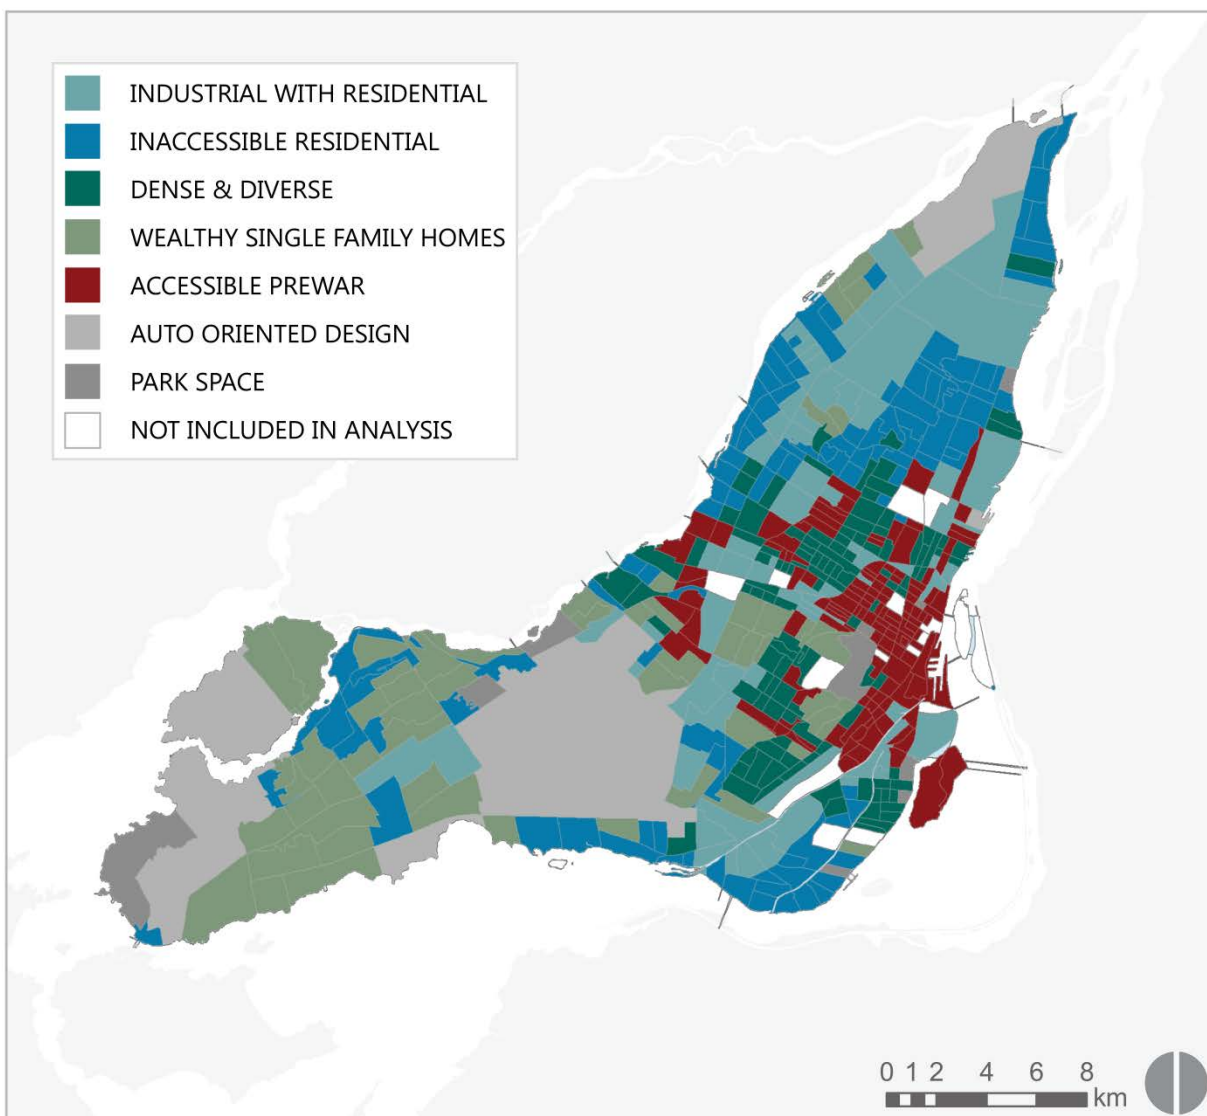 INDUSTRIAL WITH RESIDENTIAL
INACCESSIBLE RESIDENTIAL
DENSE & DIVERSE
WEALTHY SINGLE FAMILY HOMES
ACCESSIBLE PREWAR
AUTO ORIENTED DESIGN
PARK SPACE
NOT INCLUDED IN ANALYSIS
0 1 2 4 6 8
km